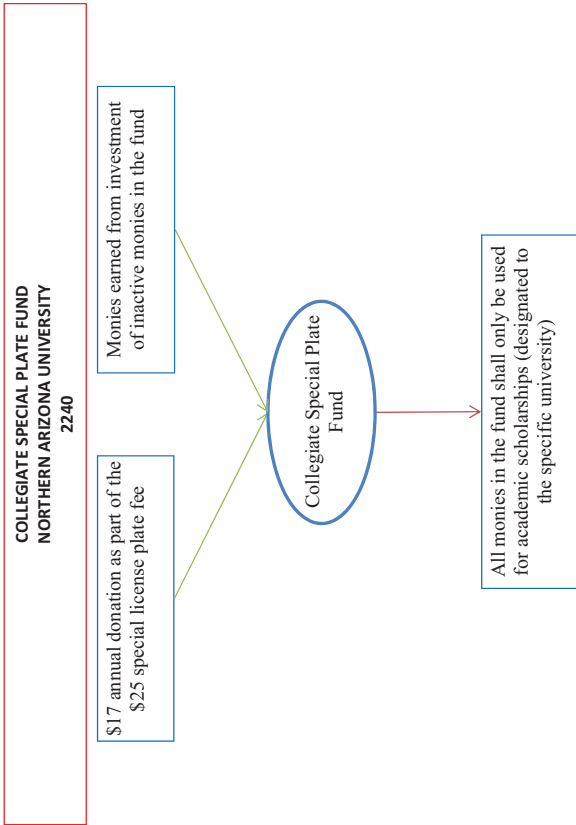 COLLEGIATE SPECIAL PLATE FUND
NORTHERN ARIZONA UNIVERSITY
2240
$17 annual donation as part of the
$25 special license plate fee
Monies earned from investment
of inactive monies in the fund
Collegiate Special Plate
Fund
All monies in the fund shall only be used
for academic scholarships (designated to
the specific university)